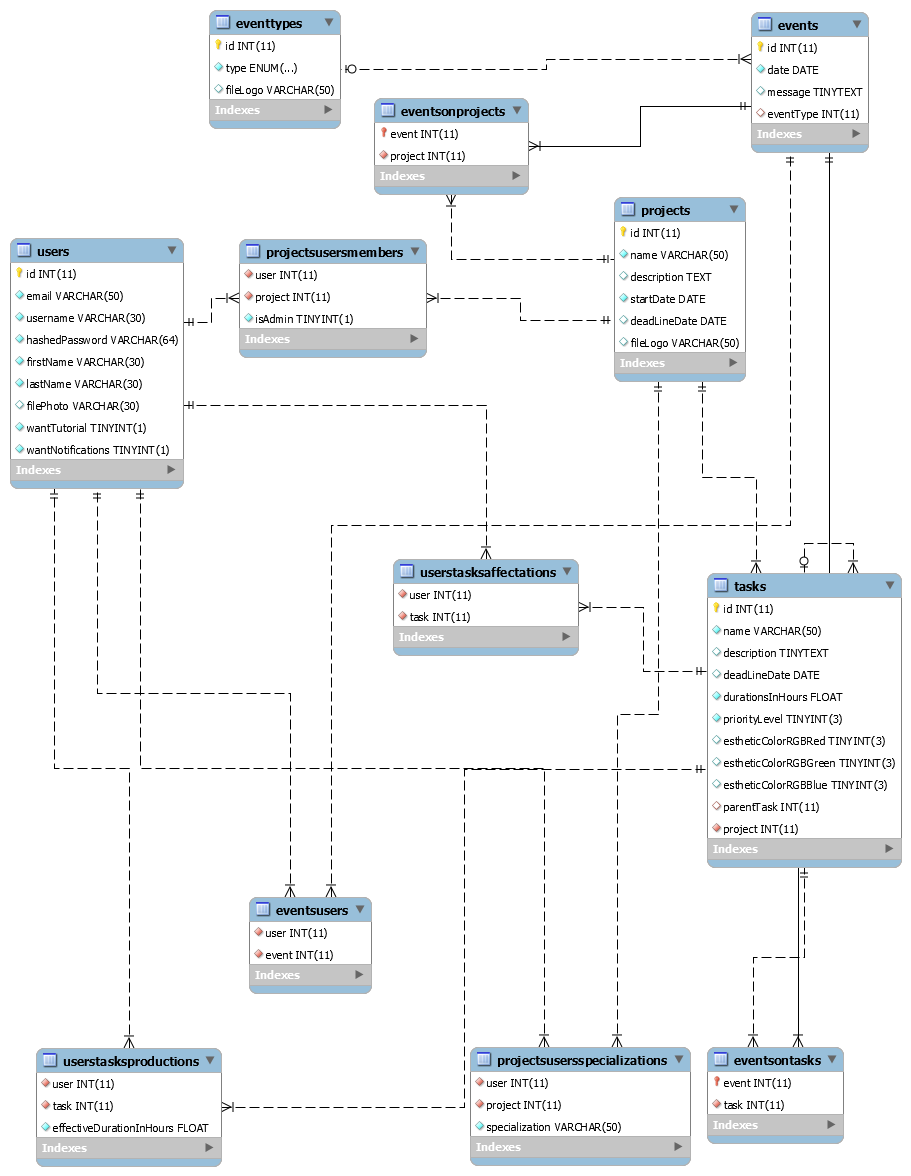 eventtypes
id INT(11)
type ENUM(...)
fileLogo VARCHAR(50)
Indexes
events
id INT(11)
date DATE
message TINYTEXT
eventType INT(11)
Indexes
eventsonprojects
event INT(11)
project INT(11)
Indexes
projects
id INT(11)
name VARCHAR(50)
description TEXT
startDate DATE
deadLineDate DATE
fileLogo VARCHAR(50)
Indexes
users
id INT(11)
email VARCHAR(50)
username VARCHAR(30)
hashedPassword VARCHAR(64)
firstName VARCHAR(30)
lastName VARCHAR(30)
filePhoto VARCHAR(30)
wantTutorial TINYINT(1)
wantNotifications TINYINT(1)
Indexes
projectsusersmembers
user INT(11)
project INT(11)
isAdmin TINYINT(1)
Indexes
userstasksaffectations
user INT(11)
task INT(11)
Indexes
tasks
id INT(11)
name VARCHAR(50)
description TINYTEXT
deadLineDate DATE
durationsInHours FLOAT
priorityLevel TINYINT(3)
estheticColorRGBRed TINYINT(3)
estheticColorRGBGreen TINYINT(3)
estheticColorRGBBlue TINYINT(3)
parentTask INT(11)
project INT(11)
Indexes
eventsusers
user INT(11)
event INT(11)
Indexes
userstasksproductions
user INT(11)
task INT(11)
effectiveDurationInHours FLOAT
Indexes
projectsusersspecializations
user INT(11)
project INT(11)
specialization VARCHAR(50)
Indexes
eventsontasks
event INT(11)
task INT(11)
Indexes